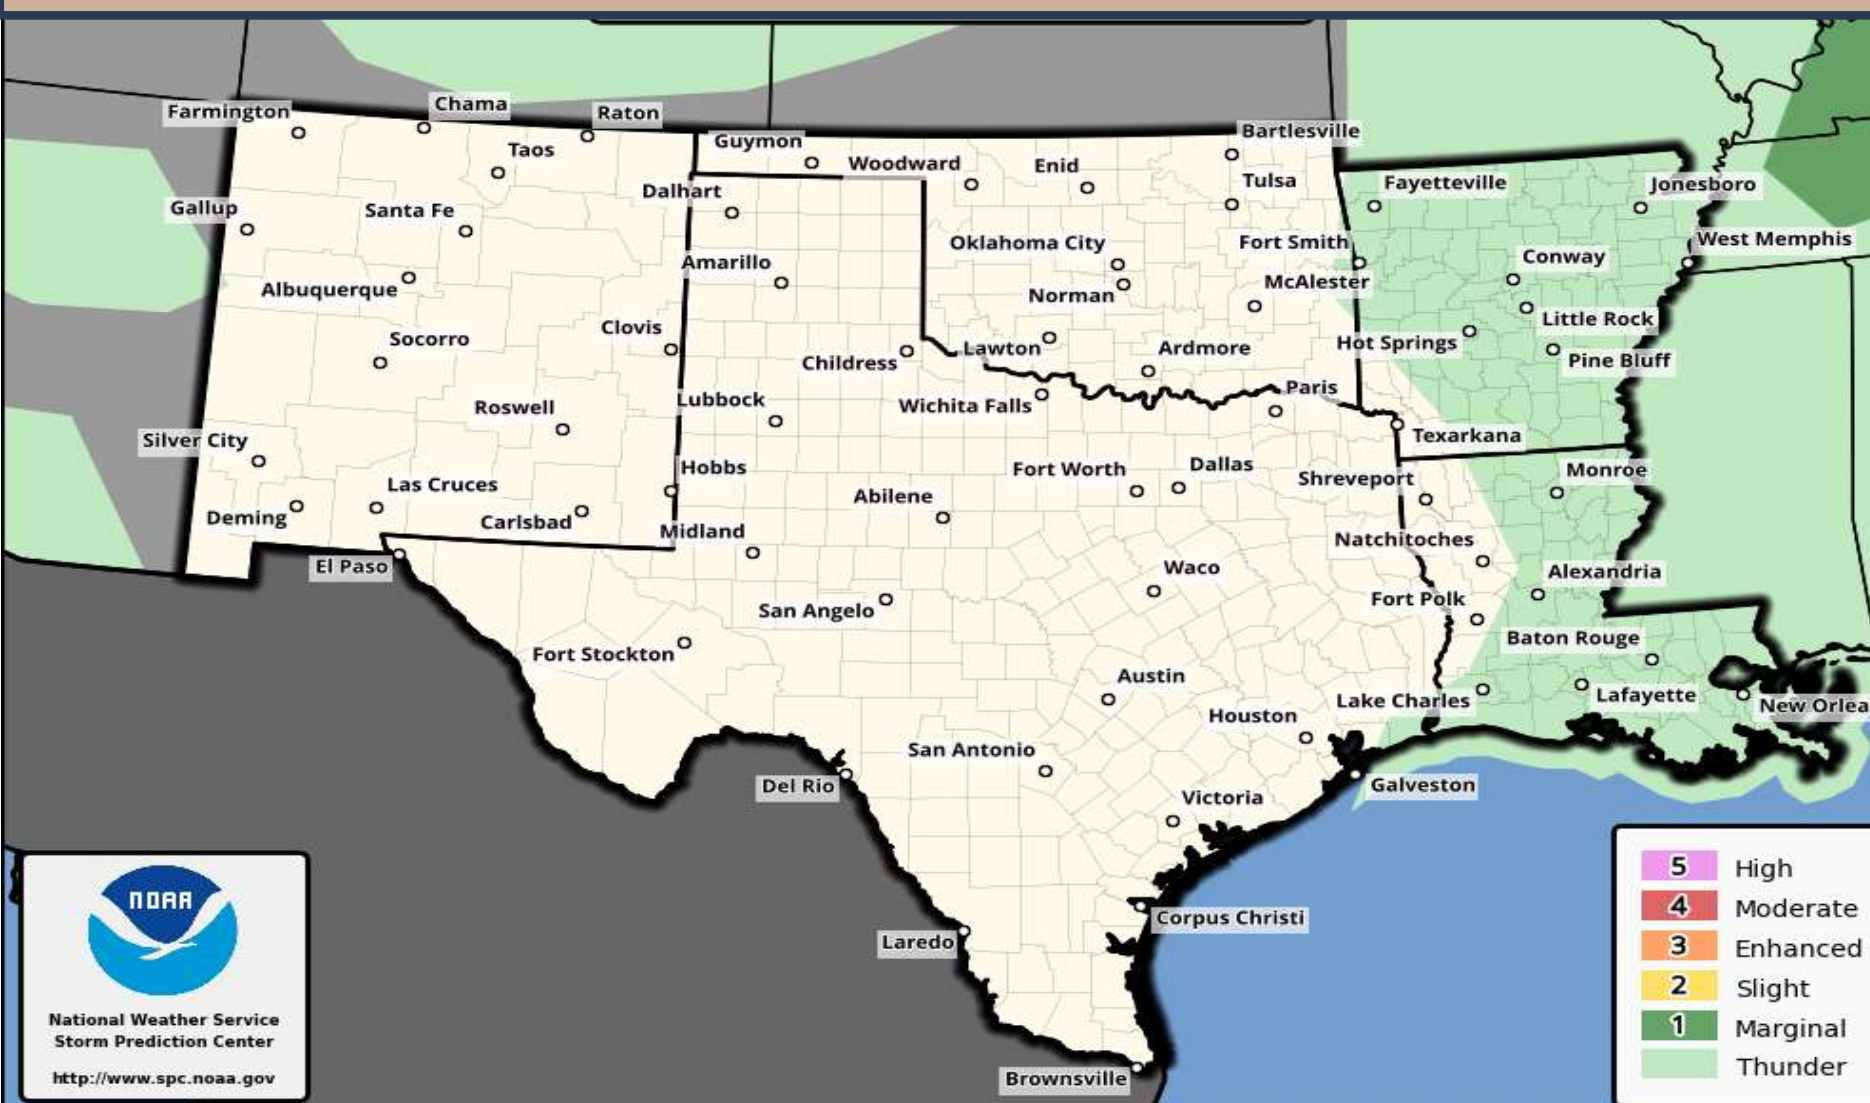 Farmington
Chama
Raton
Taos
Guymon
Woodward
Enid
Bartlesville
Tulsa
Dalhart
Fayetteville
Jonesboro
Gallup
Santa Fe
Oklahoma City
Fort Smith
West Memphis
Albuquerque
Amarillo
Norman
McAlester
Conway
Socorro
Clovis
Childress
Lawton
Ardmore
Hot Springs
Little Rock
Pine Bluff
Roswell
Lubbock
Wichita Falls
Paris
Texarkana
Silver City
Hobbs
Fort Worth
Dallas
Shreveport
Monroe
Deming
Las Cruces
Carlsbad
Midland
Abilene
Natchitoches
El Paso
Waco
Alexandria
San Angelo
Fort Polk
Fort Stockton
Baton Rouge
Austin
Lake Charles
Lafayette
New Orlea
Houston
San Antonio
Del Rio
Victoria
Galveston
Corpus Christi
Laredo
Brownsville
NOAA
National Weather Service
Storm Prediction Center
http://www.spc.noaa.gov
5 High
4 Moderate
3 Enhanced
2 Slight
1 Marginal
Thunder